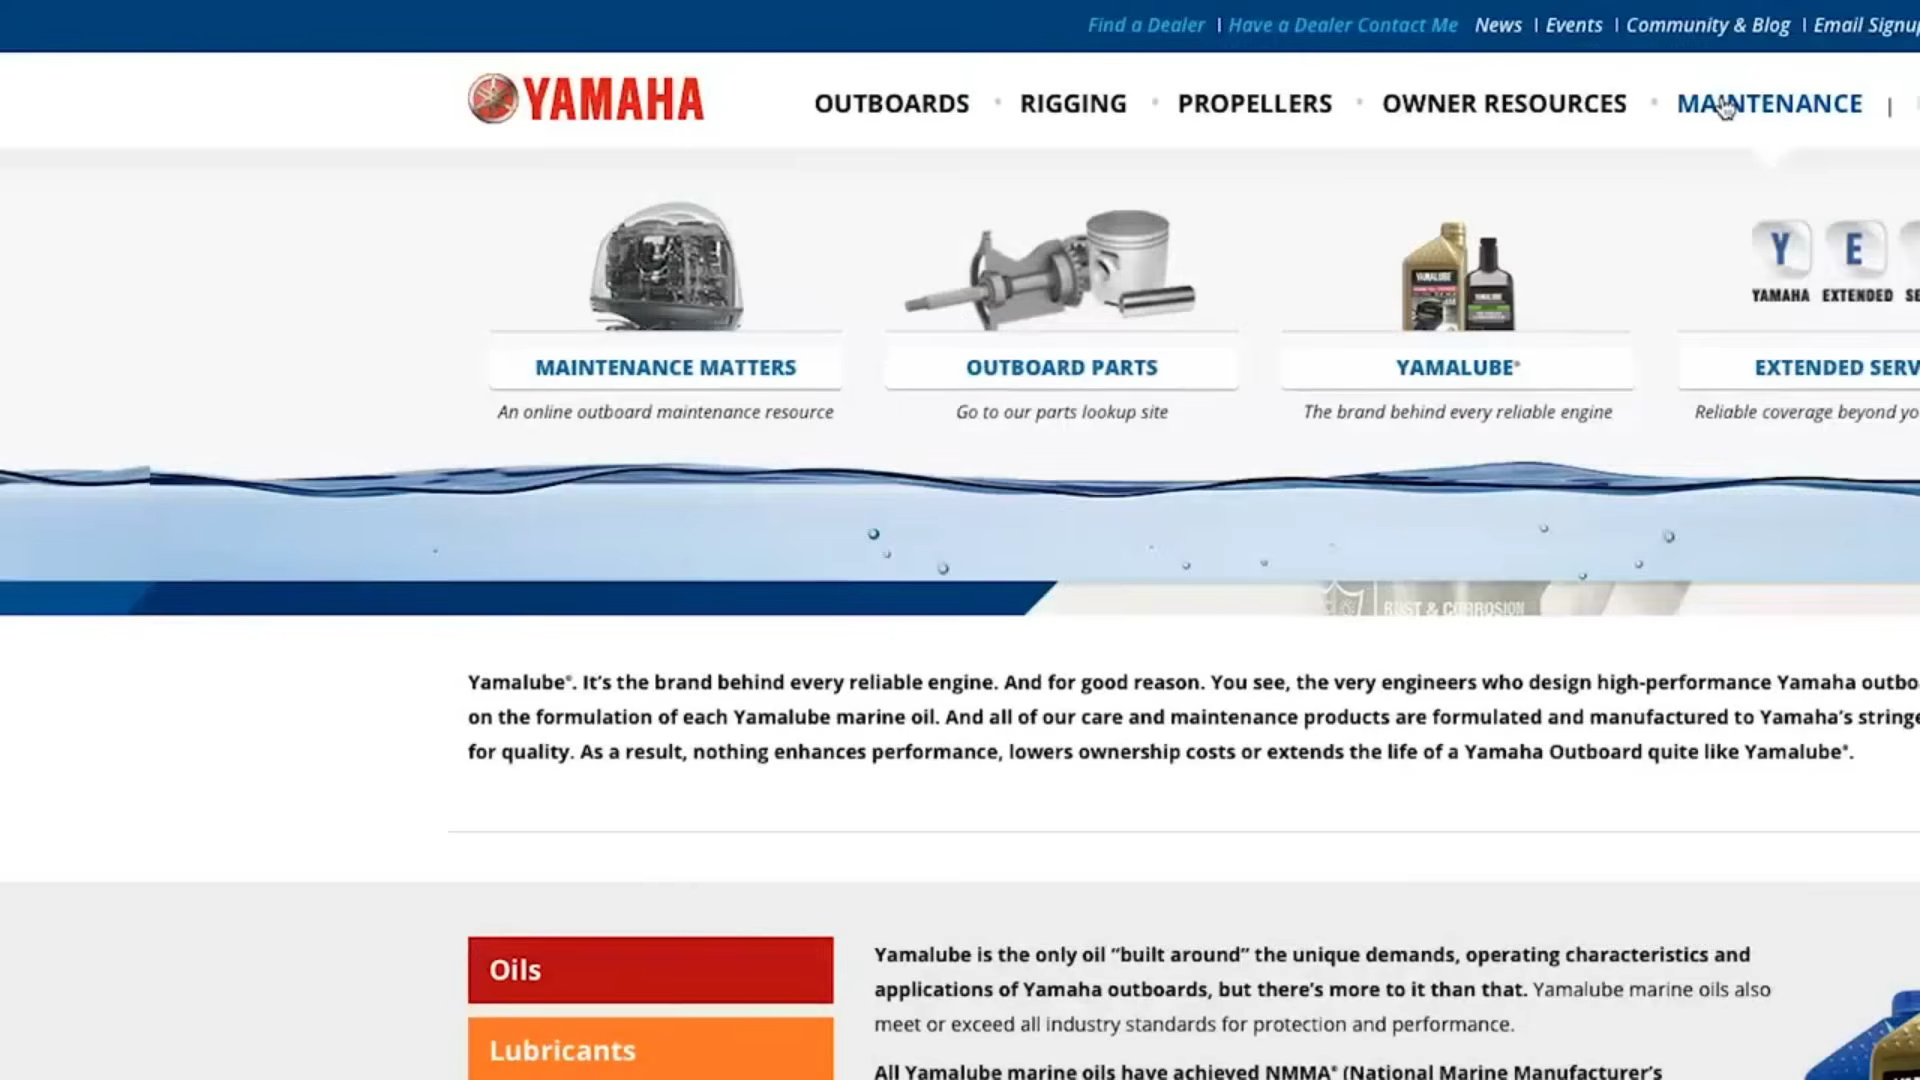 Find a Dealer | Have a Dealer Contact Me News | Events | Community & Blog | Email Signup
YAMAHA OUTBOARDS • RIGGING • PROPELLERS • OWNER RESOURCES • MAINTENANCE |
Y E
YAMAHA EXTENDED SE
YAMALUBE YAMALUBE
MAINTENANCE MATTERS OUTBOARD PARTS YAMALUBE® EXTENDED SERV
An online outboard maintenance resource Go to our parts lookup site The brand behind every reliable engine Reliable coverage beyond yo
RUST & CORROSION
Yamalube®. It's the brand behind every reliable engine. And for good reason. You see, the very engineers who design high-performance Yamaha outbo
on the formulation of each Yamalube marine oil. And all of our care and maintenance products are formulated and manufactured to Yamaha's stringe
for quality. As a result, nothing enhances performance, lowers ownership costs or extends the life of a Yamaha Outboard quite like Yamalube®.
Oils
Lubricants
Yamalube is the only oil "built around" the unique demands, operating characteristics and
applications of Yamaha outboards, but there's more to it than that. Yamalube marine oils also
meet or exceed all industry standards for protection and performance.
All Yamalube marine oils have achieved NMMA® (National Marine Manufacturer's